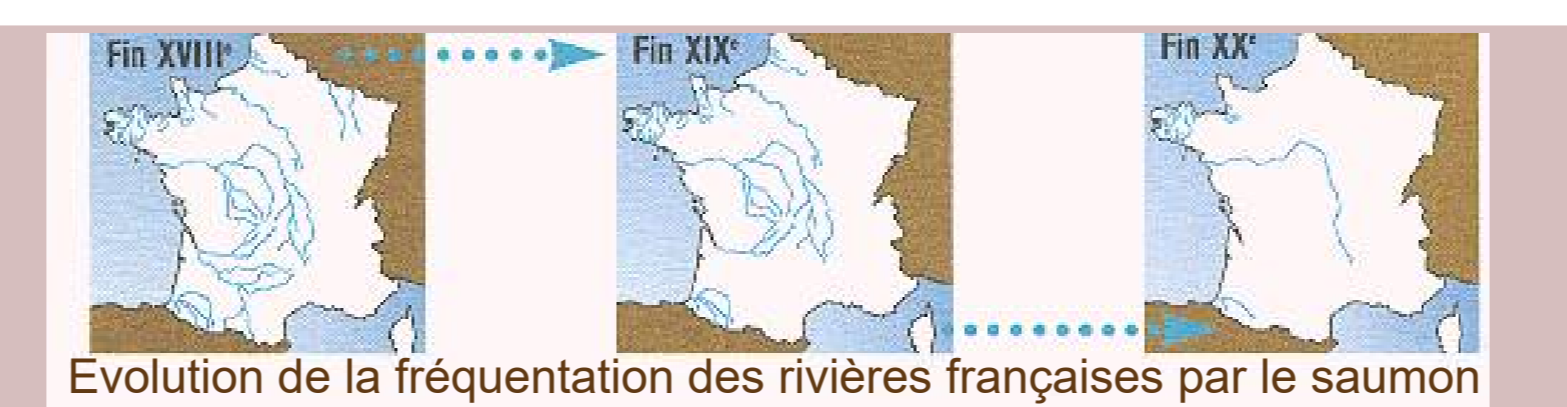 Fin XVIIIᵉ
Fin XIXᵉ
Fin XXᵉ
Evolution de la fréquentation des rivières françaises par le saumon